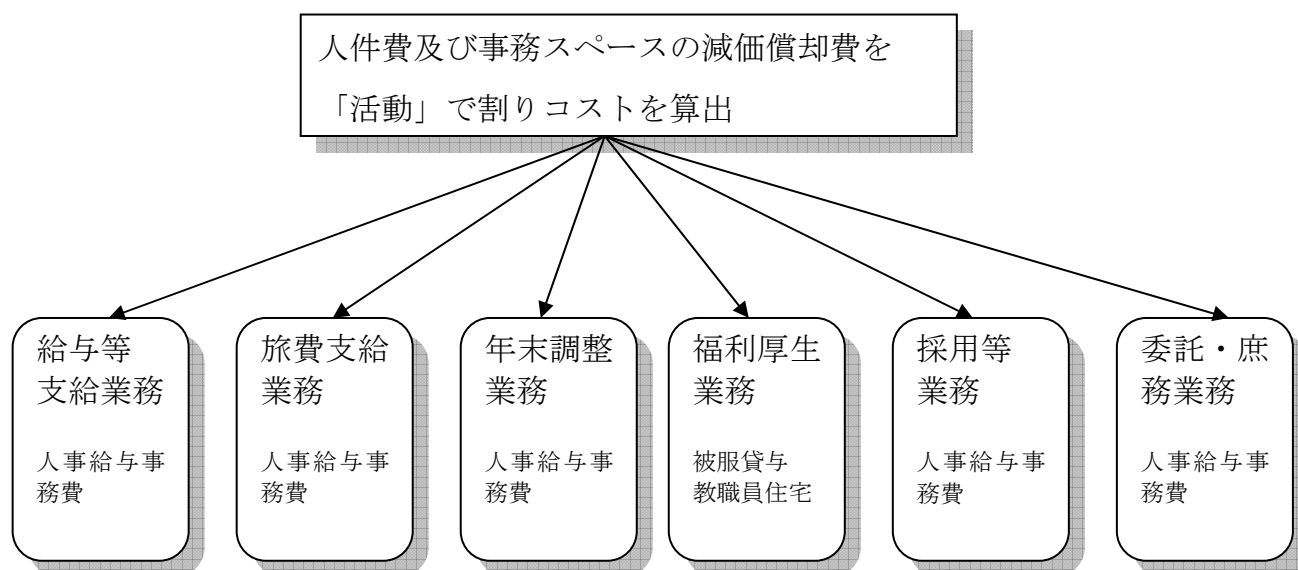 人件費及び事務スペースの減価償却費を
「活動」で割りコストを算出
給与等
支給業務
人事給与事
務費
旅費支給
業務
人事給与事
務費
年末調整
業務
人事給与事
務費
福利厚生
業務
被服貸与
教職員住宅
採用等
業務
人事給与事
務費
委託・庶
務業務
人事給与事
務費